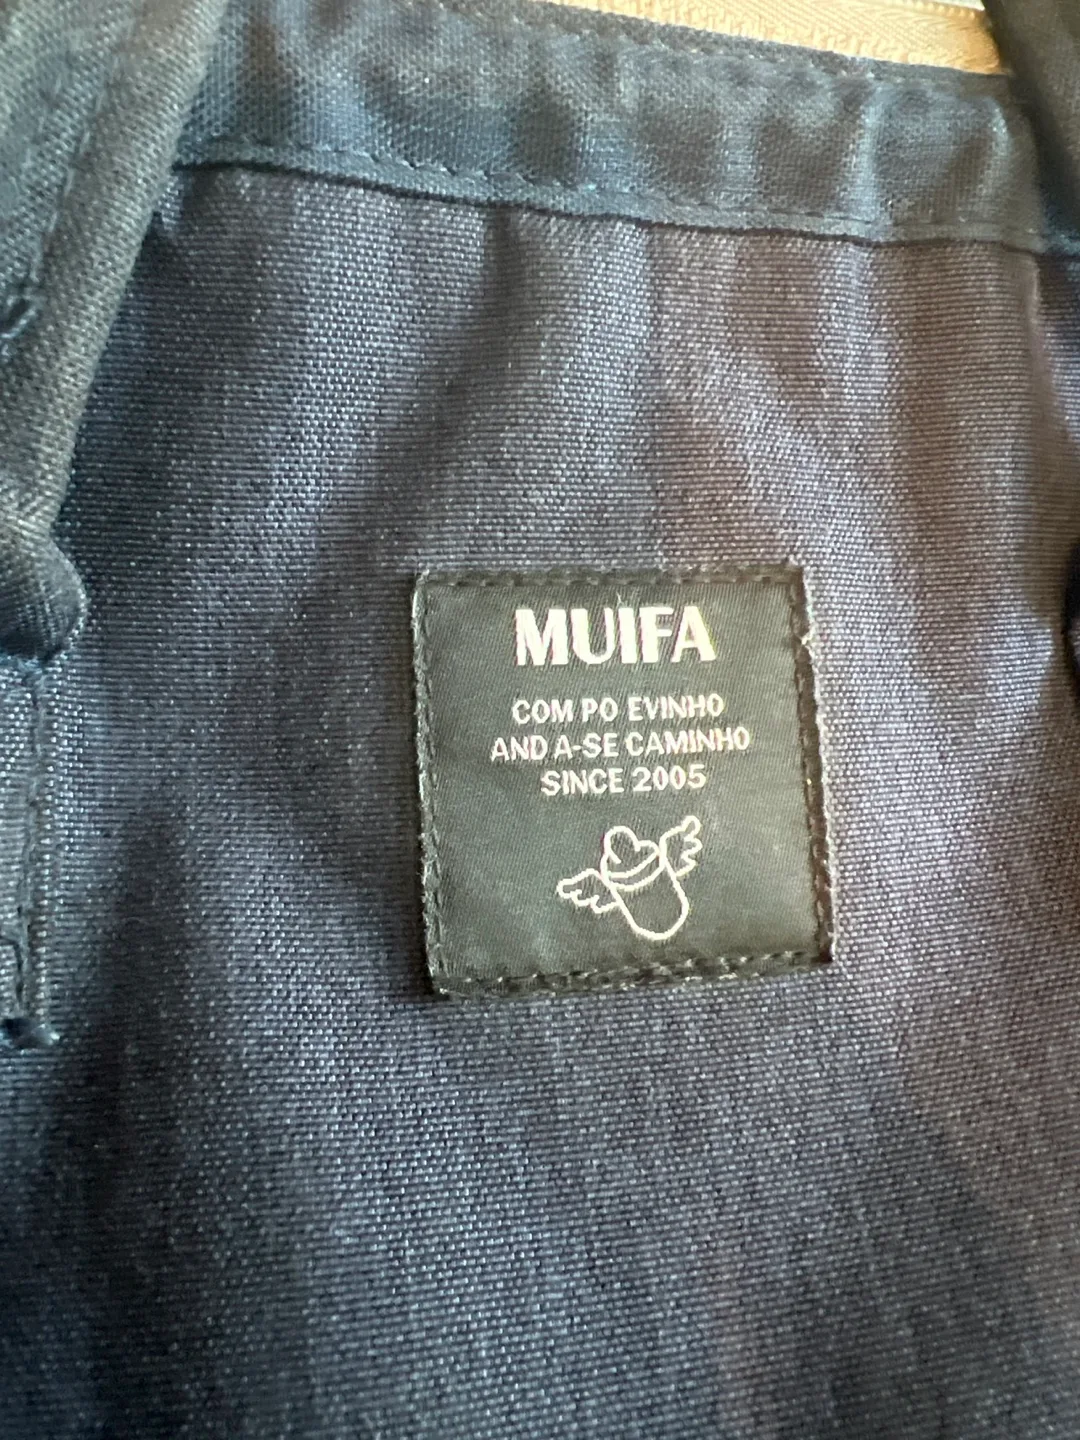 MUIFA
COM PO EVINHO
AND A-SE CAMINHO
SINCE 2005